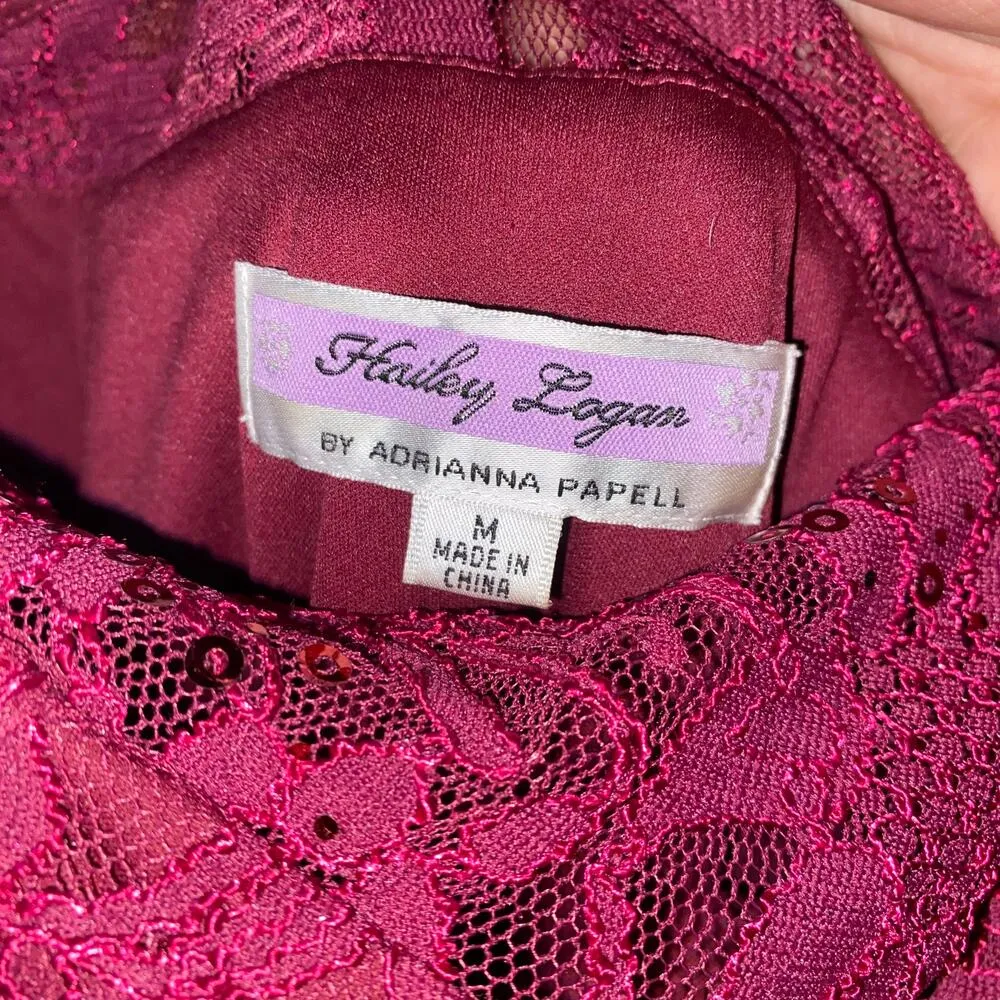 Hailey Logan
BY ADRIANNA PAPELL
M
MADE IN
CHINA